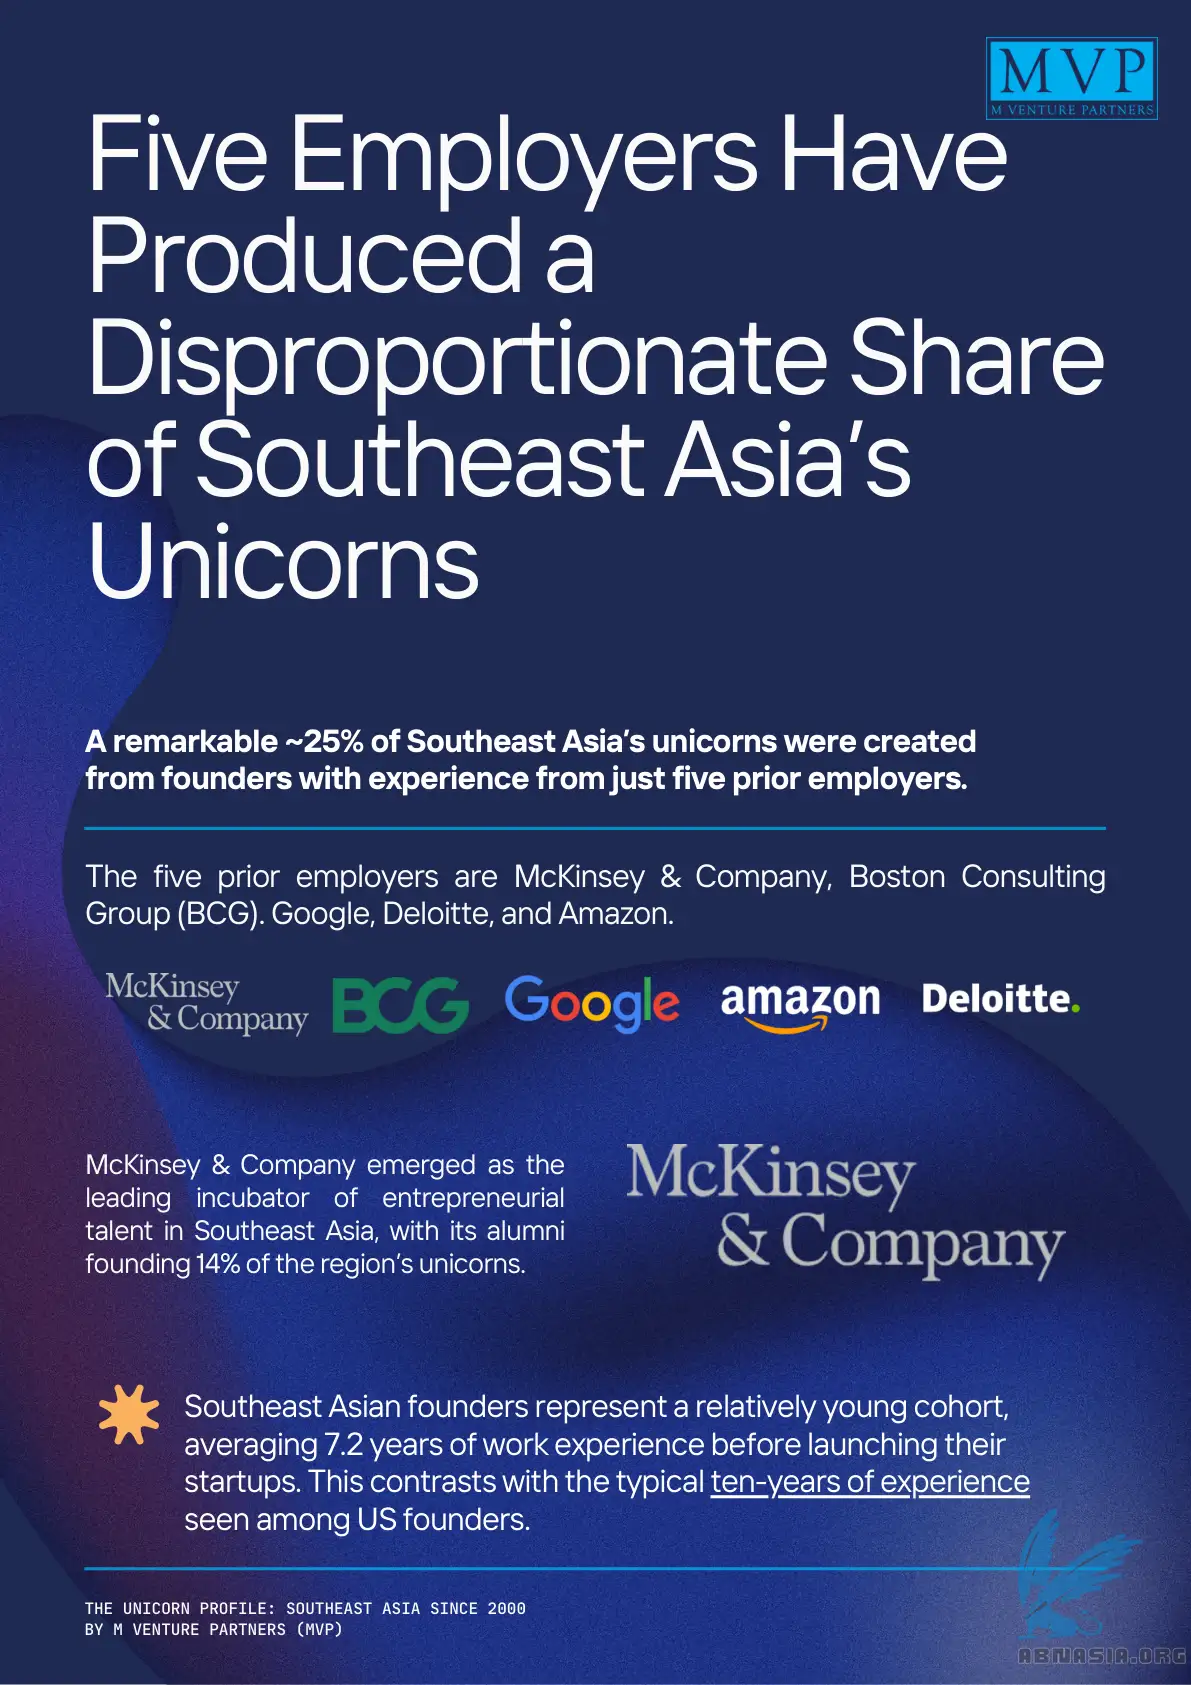 MVP
M VENTURE PARTNERS
Five Employers Have
Produced a
Disproportionate Share
of Southeast Asia’s
Unicorns
A remarkable ~25% of Southeast Asia’s unicorns were created
from founders with experience from just five prior employers.
The five prior employers are McKinsey & Company, Boston Consulting
Group (BCG). Google, Deloitte, and Amazon.
McKinsey
& Company
BCG
Google
amazon
Deloitte.
McKinsey & Company emerged as the
leading incubator of entrepreneurial
talent in Southeast Asia, with its alumni
founding 14% of the region’s unicorns.
McKinsey
& Company
Southeast Asian founders represent a relatively young cohort,
averaging 7.2 years of work experience before launching their
startups. This contrasts with the typical ten-years of experience
seen among US founders.
THE UNICORN PROFILE: SOUTHEAST ASIA SINCE 2000
BY M VENTURE PARTNERS (MVP)
ABNASIA.ORG